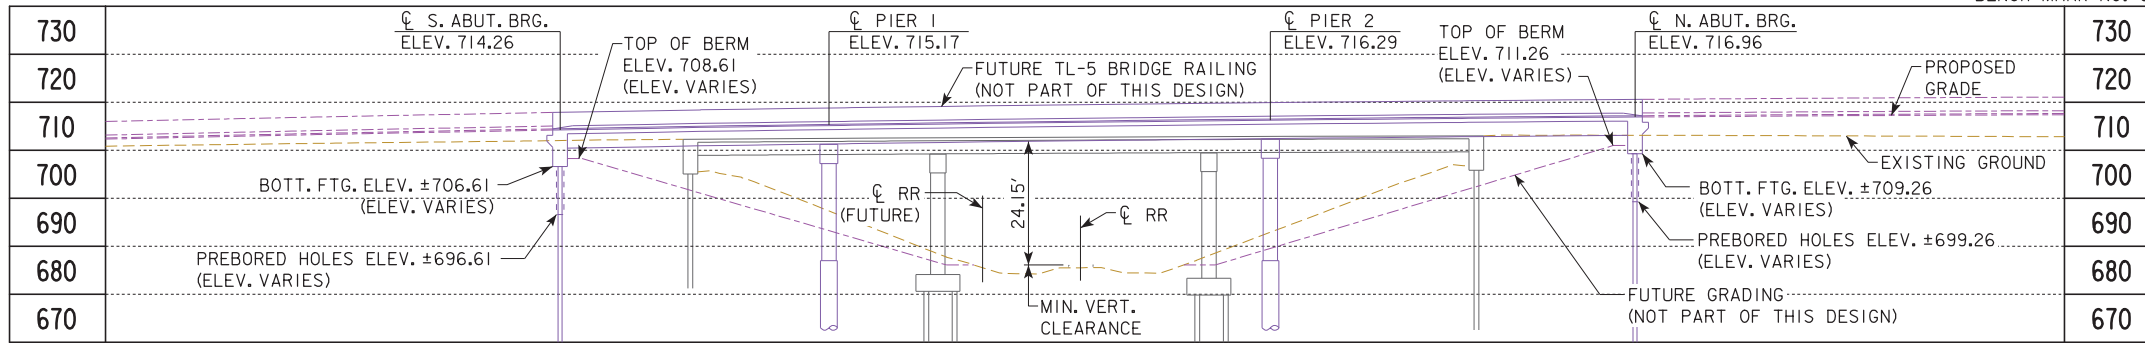 730
720
710
700
690
680
670
℄ S. ABUT. BRG.
ELEV. 714.26
TOP OF BERM
ELEV. 708.61
(ELEV. VARIES)
℄ PIER 1
ELEV. 715.17
FUTURE TL-5 BRIDGE RAILING
(NOT PART OF THIS DESIGN)
℄ PIER 2
ELEV. 716.29
TOP OF BERM
ELEV. 711.26
(ELEV. VARIES)
℄ N. ABUT. BRG.
ELEV. 716.96
PROPOSED
GRADE
EXISTING GROUND
BOTT. FTG. ELEV. ±706.61
(ELEV. VARIES)
PREBORED HOLES ELEV. ±696.61
(ELEV. VARIES)
℄ RR
(FUTURE)
24.15'
℄ RR
MIN. VERT.
CLEARANCE
BOTT. FTG. ELEV. ±709.26
(ELEV. VARIES)
PREBORED HOLES ELEV. ±699.26
(ELEV. VARIES)
FUTURE GRADING
(NOT PART OF THIS DESIGN)
730
720
710
700
690
680
670